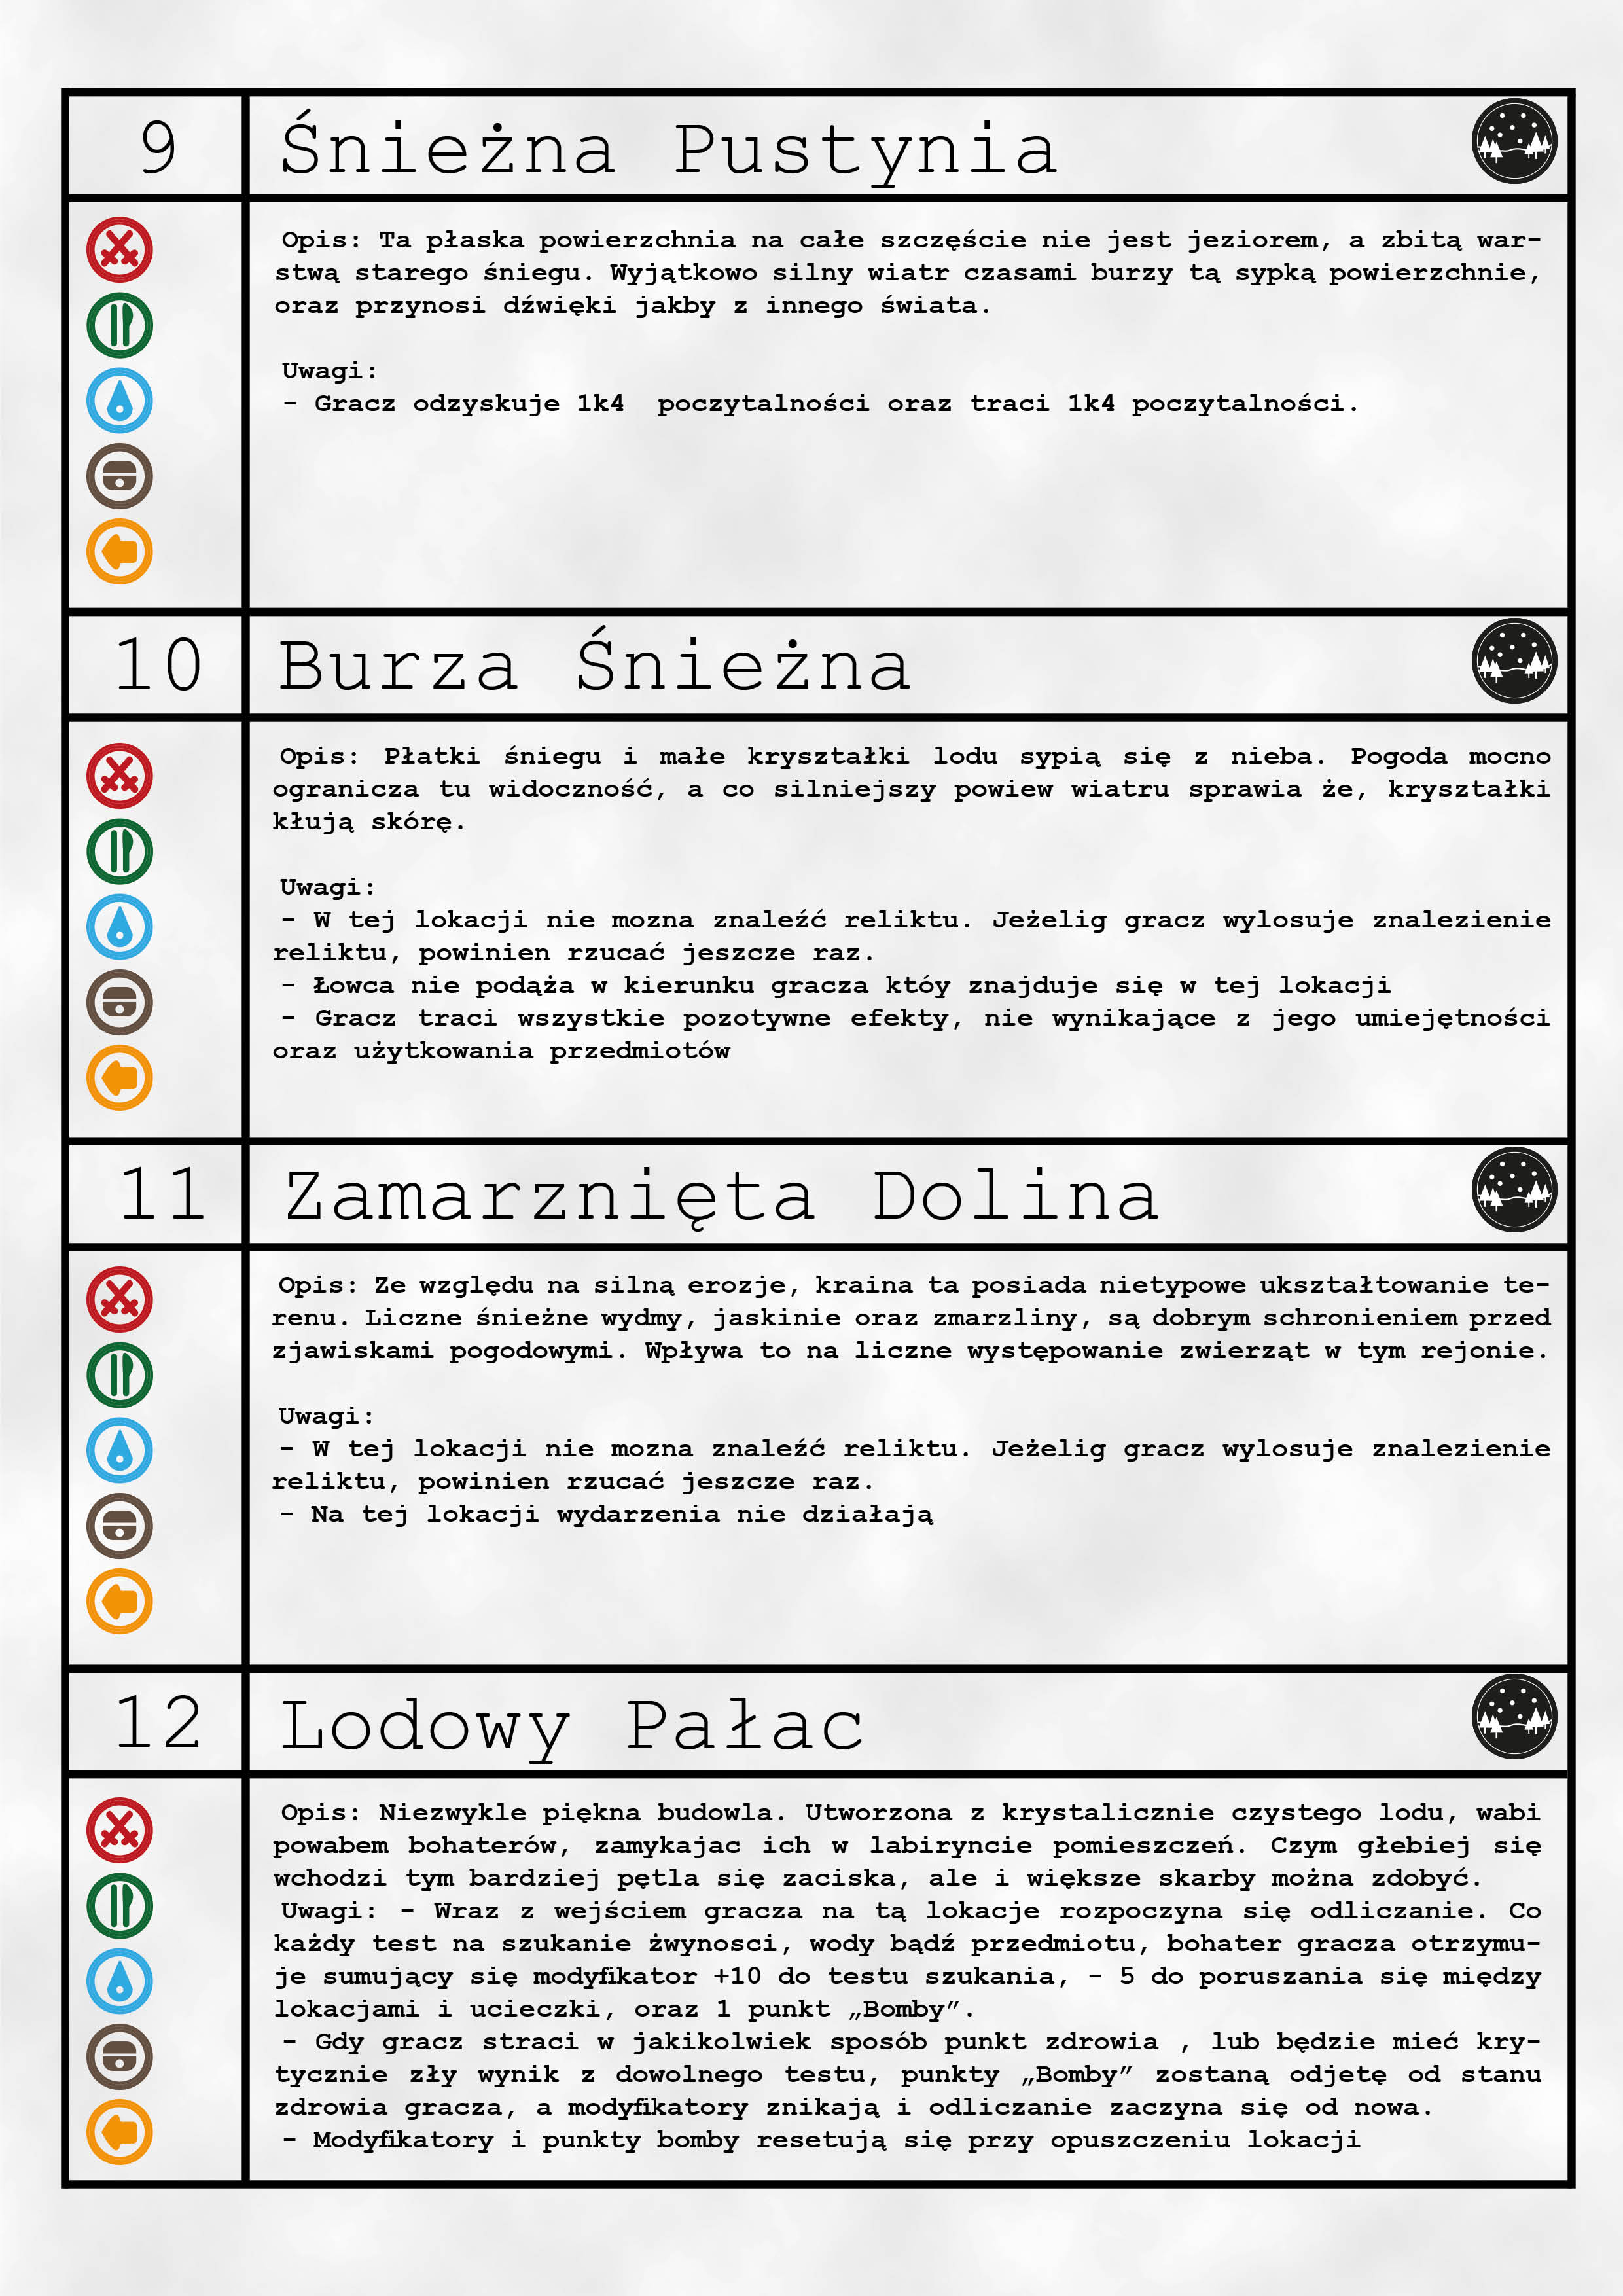 9
Śnieżna Pustynia
Opis: Ta płaska powierzchnia na całe szczęście nie jest jeziorem, a zbitą war-
stwą starego śniegu. Wyjątkowo silny wiatr czasami burzy tą sypką powierzchnie,
oraz przynosi dźwięki jakby z innego świata.
Uwagi:
- Gracz odzyskuje 1k4 poczytalności oraz traci 1k4 poczytalności.
10
Burza Śnieżna
Opis: Płatki śniegu i małe kryształki lodu sypią się z nieba. Pogoda mocno
ogranicza tu widoczność, a co silniejszy powiew wiatru sprawia że, kryształki
kłują skórę.
Uwagi:
- W tej lokacji nie mozna znaleźć reliktu. Jeżelig gracz wylosuje znalezienie
reliktu, powinien rzucać jeszcze raz.
- Łowca nie podąża w kierunku gracza któy znajduje się w tej lokacji
- Gracz traci wszystkie pozotywne efekty, nie wynikające z jego umiejętności
oraz użytkowania przedmiotów
11
Zamarznięta Dolina
Opis: Ze względu na silną erozje, kraina ta posiada nietypowe ukształtowanie te-
renu. Liczne śnieżne wydmy, jaskinie oraz zmarzliny, są dobrym schronieniem przed
zjawiskami pogodowymi. Wpływa to na liczne występowanie zwierząt w tym rejonie.
Uwagi:
- W tej lokacji nie mozna znaleźć reliktu. Jeżelig gracz wylosuje znalezienie
reliktu, powinien rzucać jeszcze raz.
- Na tej lokacji wydarzenia nie działają
12
Lodowy Pałac
Opis: Niezwykle piękna budowla. Utworzona z krystalicznie czystego lodu, wabi
powabem bohaterów, zamykajac ich w labiryncie pomieszczeń. Czym głebiej się
wchodzi tym bardziej pętla się zaciska, ale i większe skarby można zdobyć.
Uwagi: - Wraz z wejściem gracza na tą lokacje rozpoczyna się odliczanie. Co
każdy test na szukanie żwynosci, wody bądź przedmiotu, bohater gracza otrzymu-
je sumujący się modyfikator +10 do testu szukania, - 5 do poruszania się między
lokacjami i ucieczki, oraz 1 punkt „Bomby”.
- Gdy gracz straci w jakikolwiek sposób punkt zdrowia , lub będzie mieć kry-
tycznie zły wynik z dowolnego testu, punkty „Bomby” zostaną odjetę od stanu
zdrowia gracza, a modyfikatory znikają i odliczanie zaczyna się od nowa.
- Modyfikatory i punkty bomby resetują się przy opuszczeniu lokacji